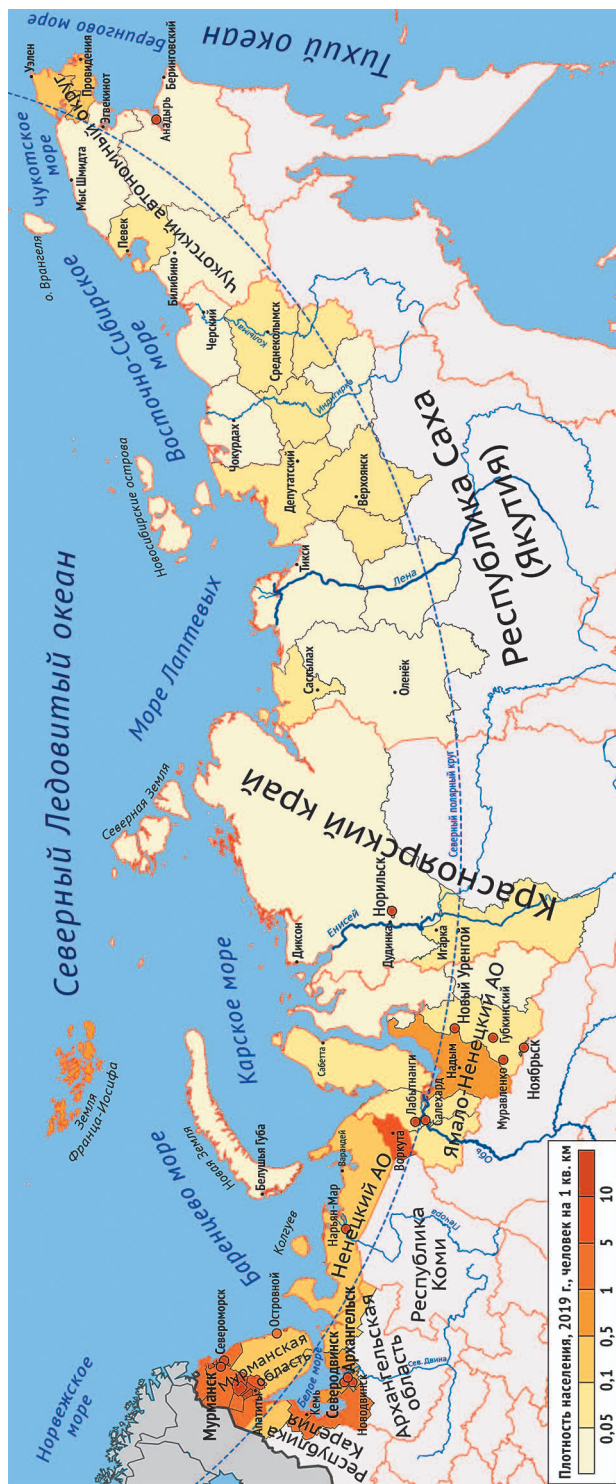 Северный Ледовитый океан
Норвежское
море
Баренцево море
Карское море
Море Лаптевых
Восточно-Сибирское
море
Чукотское
море
Берингово море
Тихий океан
Белое море
Земля
Франца-Иосифа
Новая Земля
Белушья Губа
Колгуев
Северная Земля
Новосибирские острова
о. Врангеля
Мурманск
Североморск
Островной
Мурманская
область
Апатиты
Кемь
Республика
Карелия
Северодвинск
Архангельск
Новодвинск
Архангельская
область
Сев. Двина
Нарьян-Мар
Варандей
Ненецкий АО
Республика
Коми
Печора
Воркута
Сабетта
Лабытнанги
Салехард
Обь
Ямало-Ненецкий АО
Надым
Новый Уренгой
Губкинский
Муравленко
Ноябрьск
Диксон
Енисей
Дудинка
Норильск
Игарка
Красноярский край
Северный полярный круг
Саскылах
Оленёк
Тикси
Лена
Республика Саха
(Якутия)
Депутатский
Верхоянск
Чокурдах
Индигирка
Черский
Колыма
Среднеколымск
Билибино
Певек
Мыс Шмидта
Чукотский автономный округ
Эгвекинот
Анадырь
Уэлен
Провидения
Беринговский
Плотность населения, 2019 г., человек на 1 кв. км
0,05
0,1
0,5
1
5
10